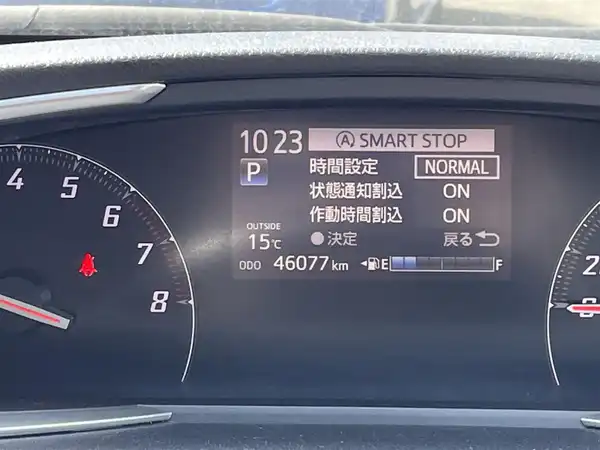 4
5
6
7
8
10 23
Ⓐ SMART STOP
P
時間設定 NORMAL
状態通知割込 ON
作動時間割込 ON
OUTSIDE
15℃
決定 戻る
ODO 46077 km
E F